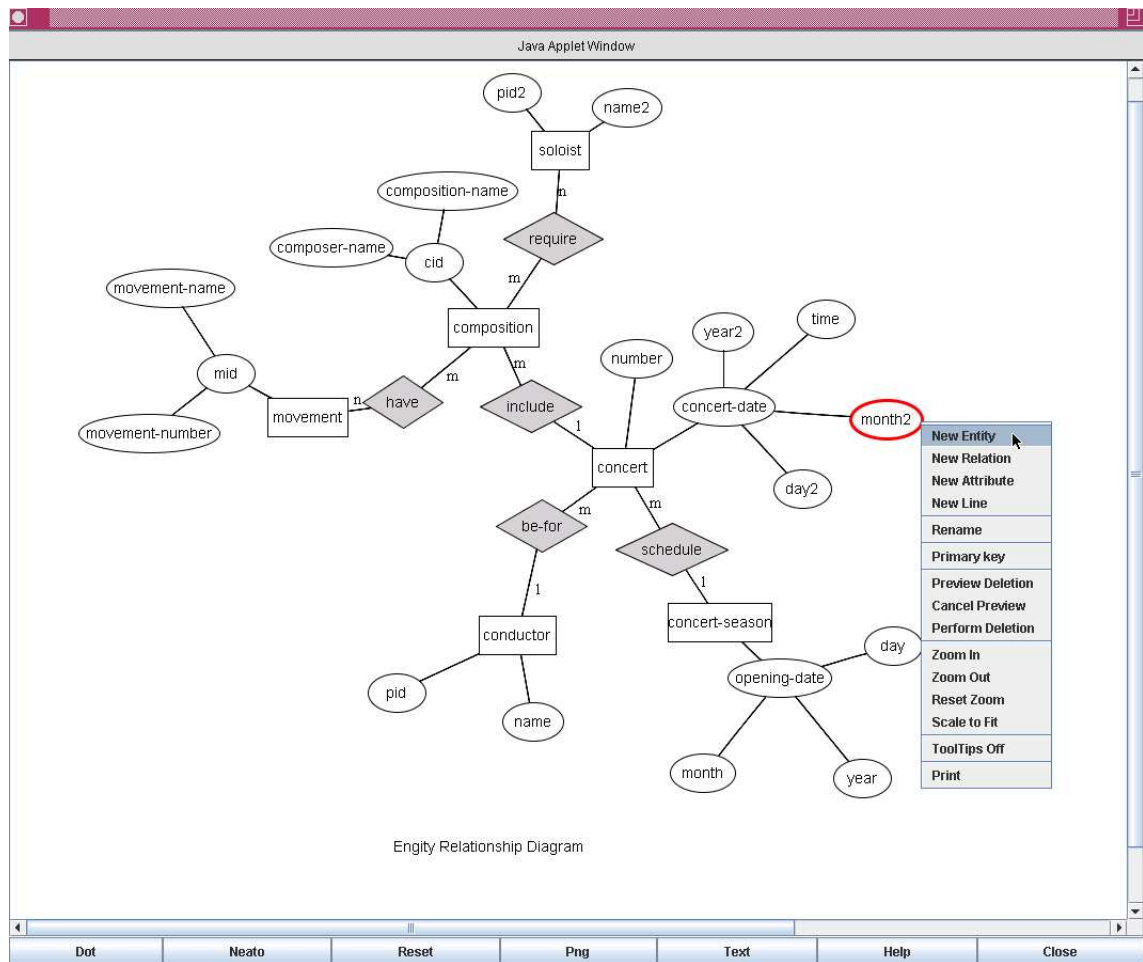 Java Applet Window
pid2
name2
soloist
n
composition-name
require
composer-name
cid
m
movement-name
composition
time
year2
number
mid
m
m
have
n
include
concert-date
movement
1
month2
movement-number
concert
day2
m
m
be-for
schedule
1
1
concert-season
conductor
day
opening-date
pid
name
month
year
New Entity
New Relation
New Attribute
New Line
Rename
Primary key
Preview Deletion
Cancel Preview
Perform Deletion
Zoom In
Zoom Out
Reset Zoom
Scale to Fit
ToolTips Off
Print
Engity Relationship Diagram
Dot Neato Reset Png Text Help Close